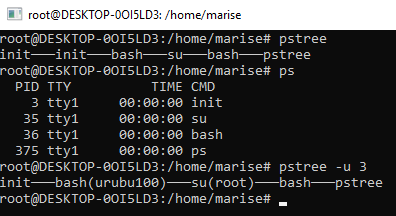 root@DESKTOP-0OI5LD3: /home/marise
root@DESKTOP-0OI5LD3:/home/marise# pstree
init───init───bash───su───bash───pstree
root@DESKTOP-0OI5LD3:/home/marise# ps
  PID TTY          TIME CMD
    3 tty1     00:00:00 init
   35 tty1     00:00:00 su
   36 tty1     00:00:00 bash
  375 tty1     00:00:00 ps
root@DESKTOP-0OI5LD3:/home/marise# pstree -u 3
init───bash(urubu100)───su(root)───bash───pstree
root@DESKTOP-0OI5LD3:/home/marise#